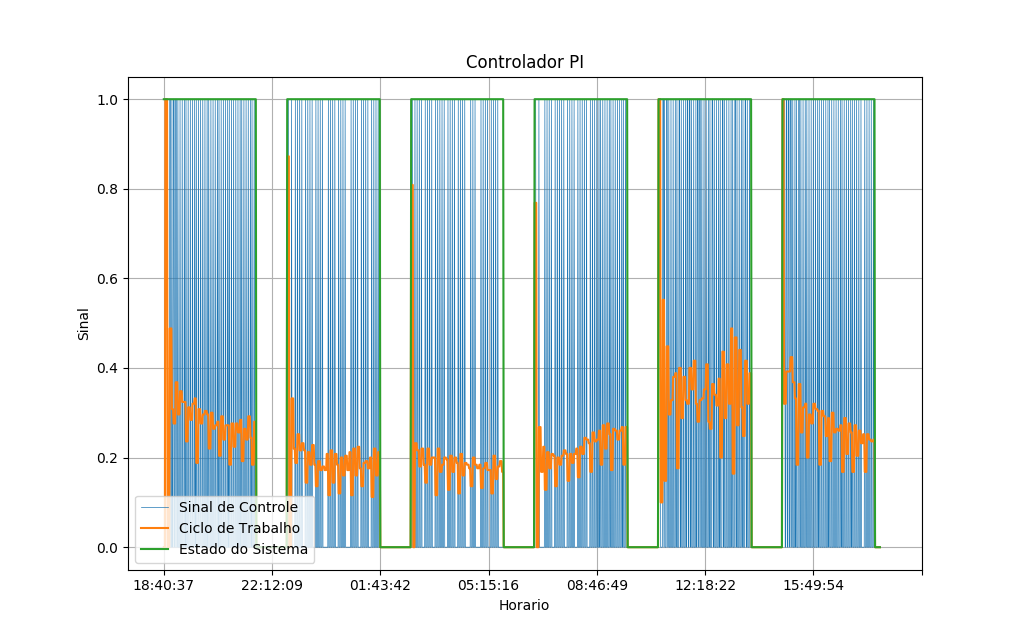 Controlador PI
Sinal
1.0
0.8
0.6
0.4
0.2
0.0
Sinal de Controle
Ciclo de Trabalho
Estado do Sistema
18:40:37 22:12:09 01:43:42 05:15:16 08:46:49 12:18:22 15:49:54
Horario